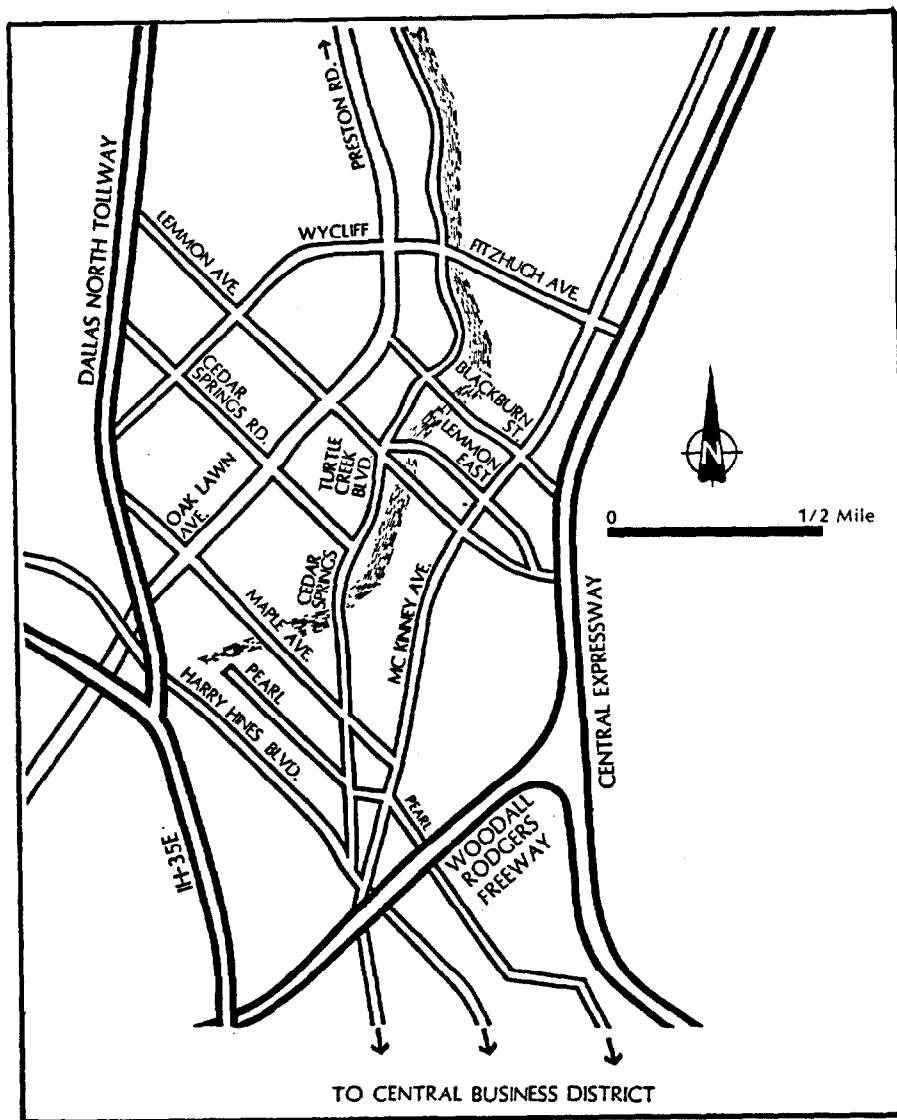 PRESTON RD. →
DALLAS NORTH TOLLWAY
LEMMON AVE.
WYCLIFF
FITZHUGH AVE.
CEDAR
SPRINGS RD.
BLACKBURN
ST.
LEMMON
EAST
TURTLE
CREEK
BLVD.
OAK LAWN
AVE.
N
0 1/2 Mile
CEDAR
SPRINGS
MAPLE AVE.
MC KINNEY AVE.
PEARL
HARRY HINES BLVD.
CENTRAL EXPRESSWAY
PEARL
WOODALL
RODGERS
FREEWAY
IH-35E
TO CENTRAL BUSINESS DISTRICT